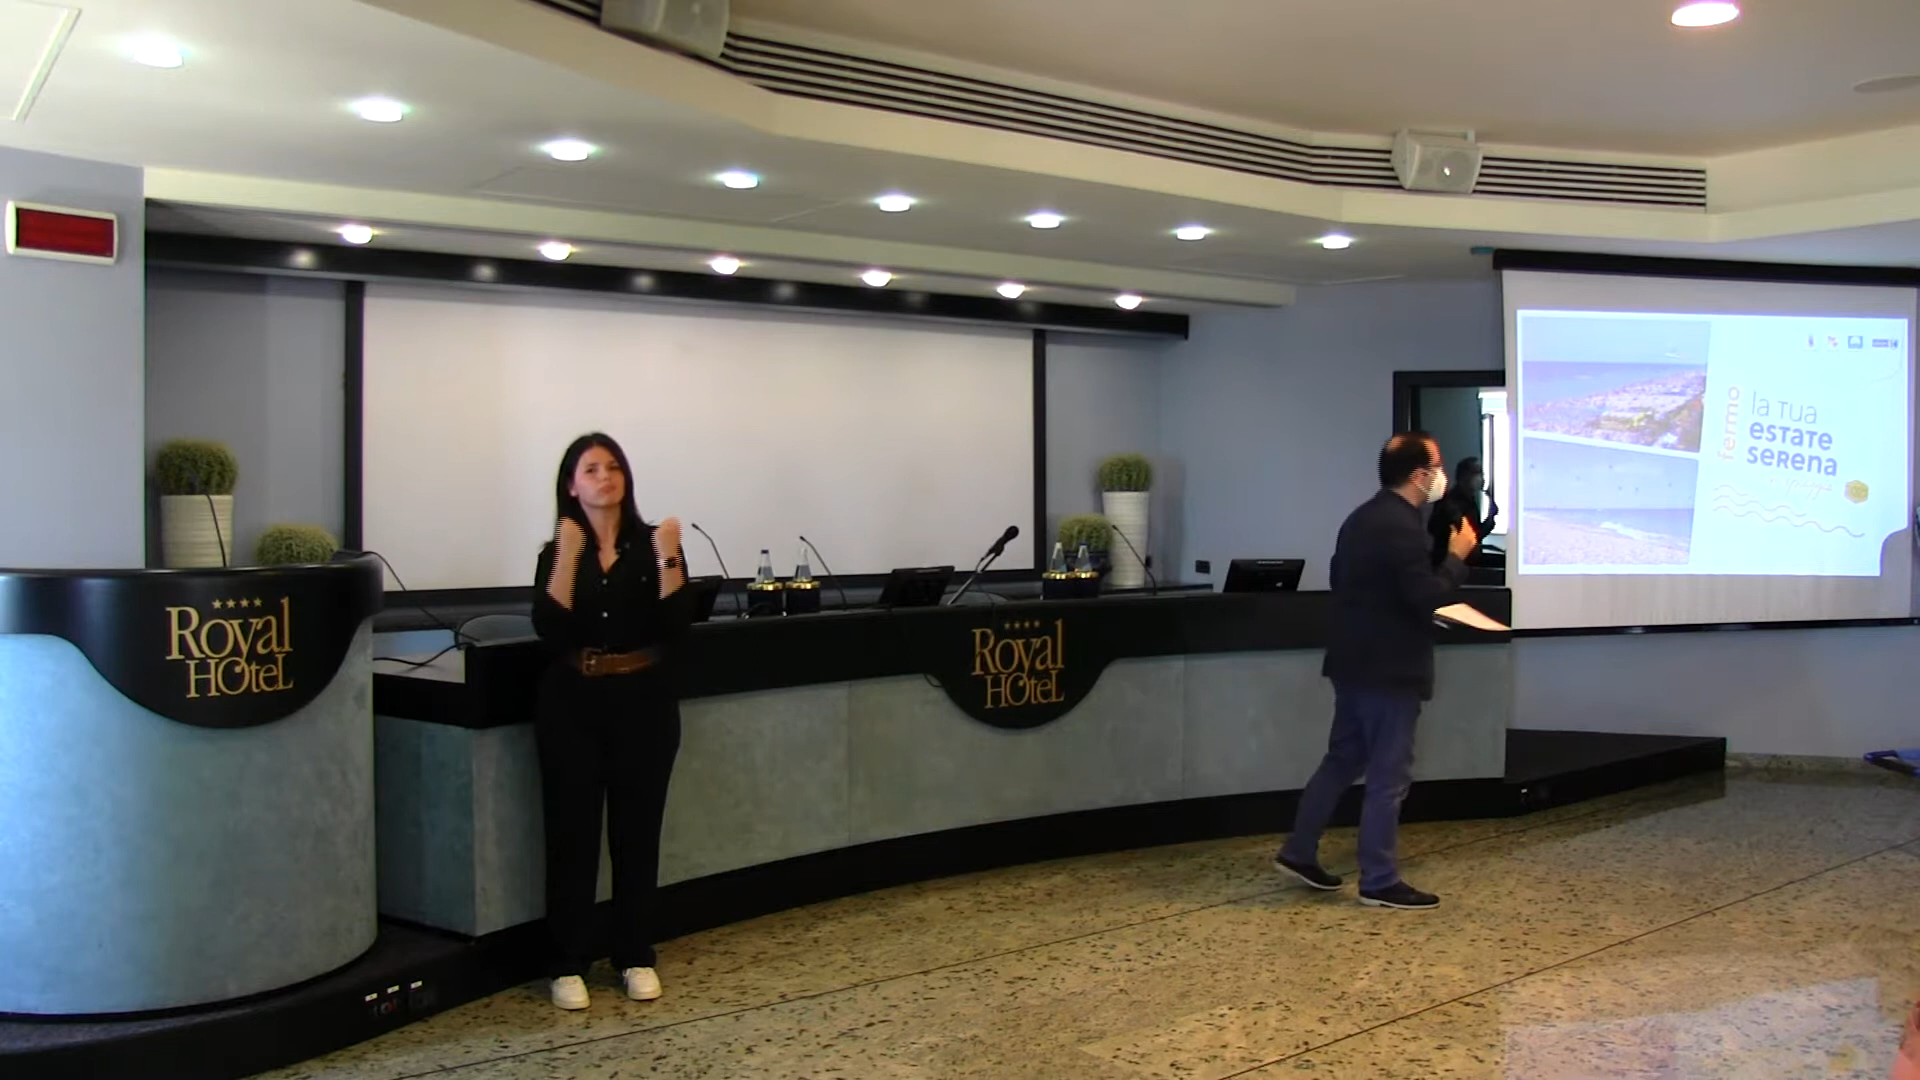 Royal
HOteL
Royal
HOteL
fermo
la Tua
eSTATe
seRena